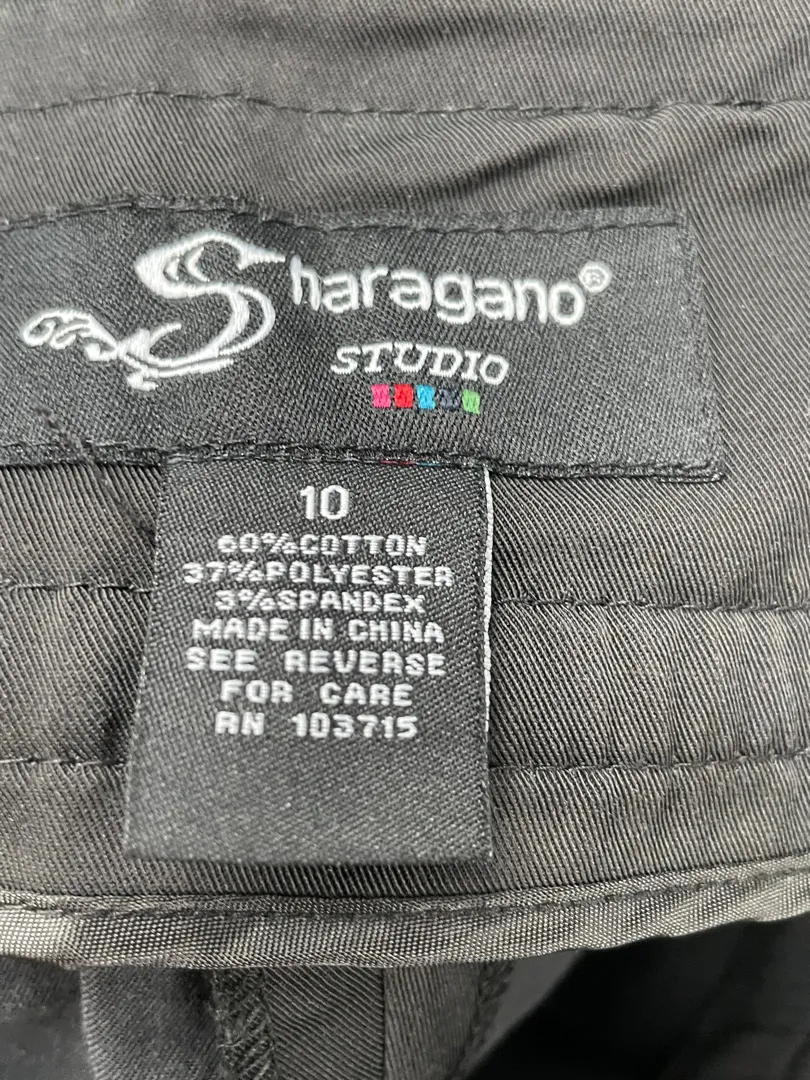 Sharagano®
STUDIO
10
60%COTTON
37%POLYESTER
3%SPANDEX
MADE IN CHINA
SEE REVERSE
FOR CARE
RN 103715